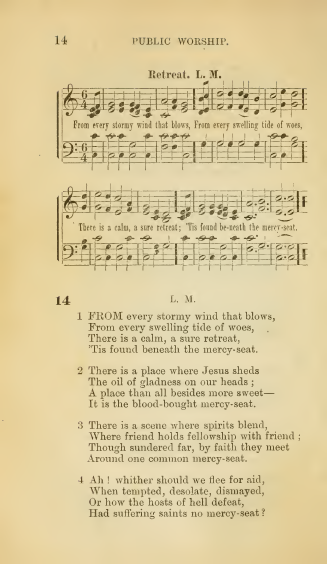 14 PUBLIC WORSHIP.
Retreat. L. M.
From every stormy wind that blows, From every swelling tide of woes,
There is a calm, a sure retreat; 'Tis found be-neath the mercy-seat.
14 L. M.
1 FROM every stormy wind that blows,
From every swelling tide of woes,
There is a calm, a sure retreat,
'Tis found beneath the mercy-seat.
2 There is a place where Jesus sheds
The oil of gladness on our heads ;
A place than all besides more sweet—
It is the blood-bought mercy-seat.
3 There is a scene where spirits blend,
Where friend holds fellowship with friend ;
Though sundered far, by faith they meet
Around one common mercy-seat.
4 Ah ! whither should we flee for aid,
When tempted, desolate, dismayed,
Or how the hosts of hell defeat,
Had suffering saints no mercy-seat ?